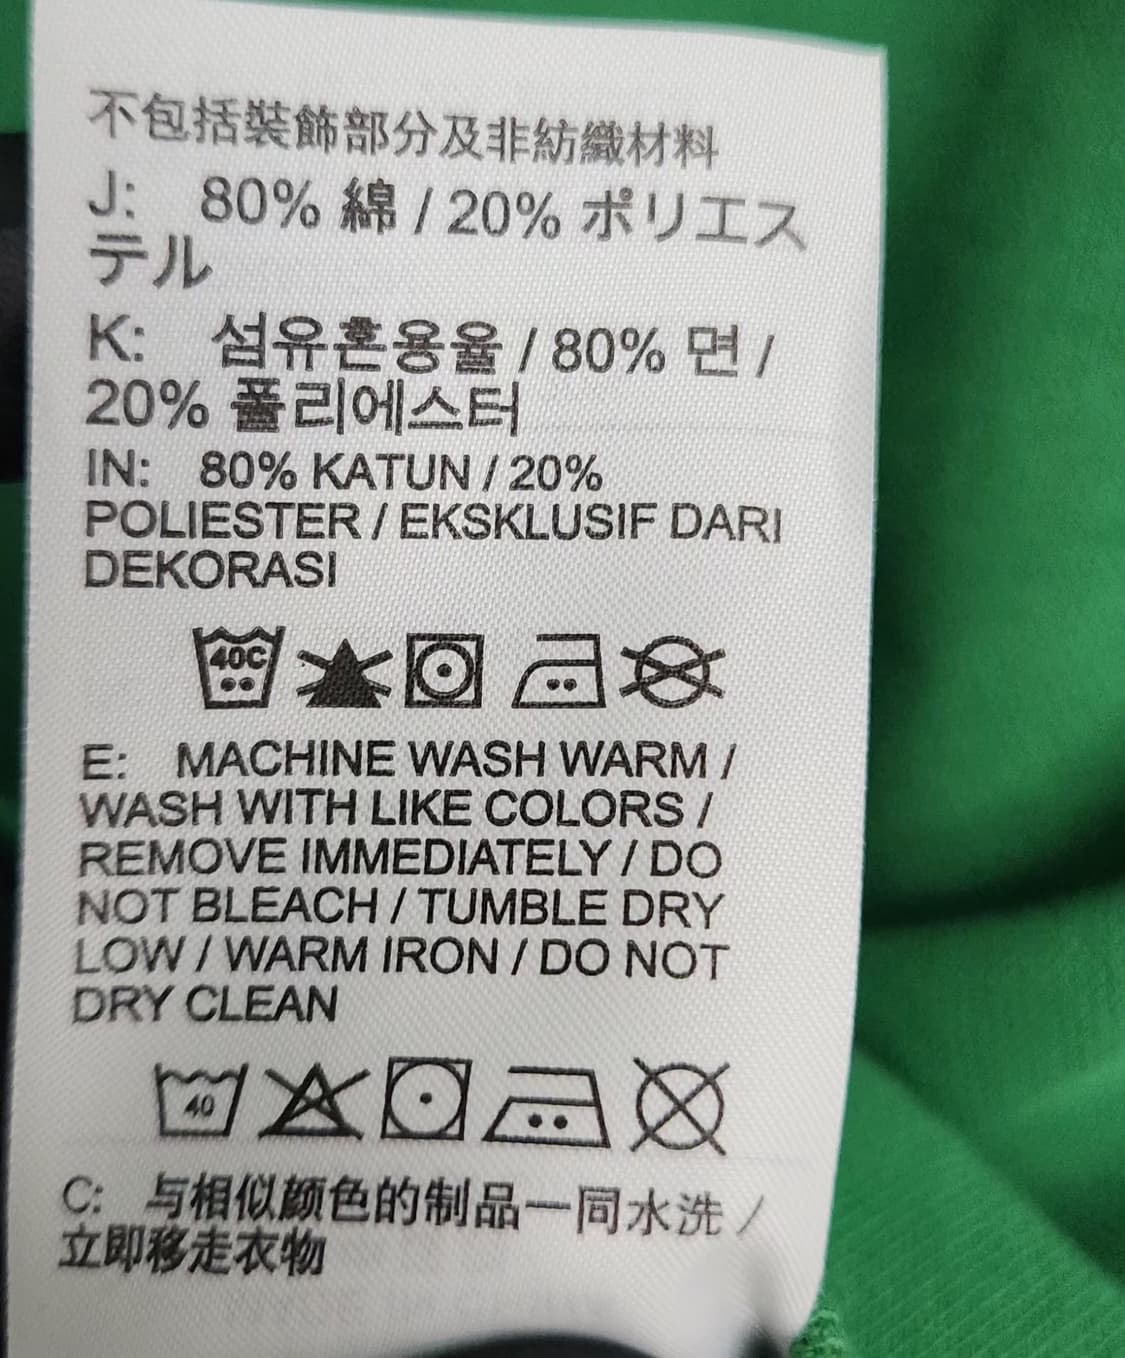 不包括裝飾部分及非紡織材料
J: 80% 綿 / 20% ポリエス
テル
K: 섬유혼용율 / 80% 면 /
20% 폴리에스터
IN: 80% KATUN / 20%
POLIESTER / EKSKLUSIF DARI
DEKORASI
40C
E: MACHINE WASH WARM /
WASH WITH LIKE COLORS /
REMOVE IMMEDIATELY / DO
NOT BLEACH / TUMBLE DRY
LOW / WARM IRON / DO NOT
DRY CLEAN
40
C: 与相似颜色的制品一同水洗 /
立即移走衣物